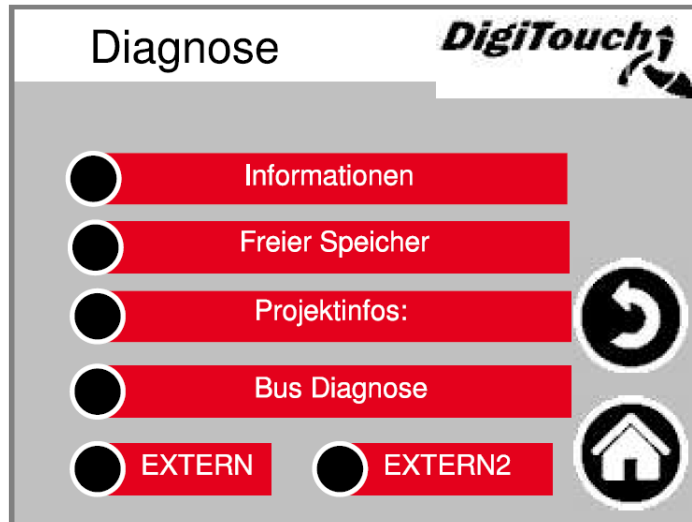 Diagnose
DigiTouch
Informationen
Freier Speicher
Projektinfos:
Bus Diagnose
EXTERN
EXTERN2